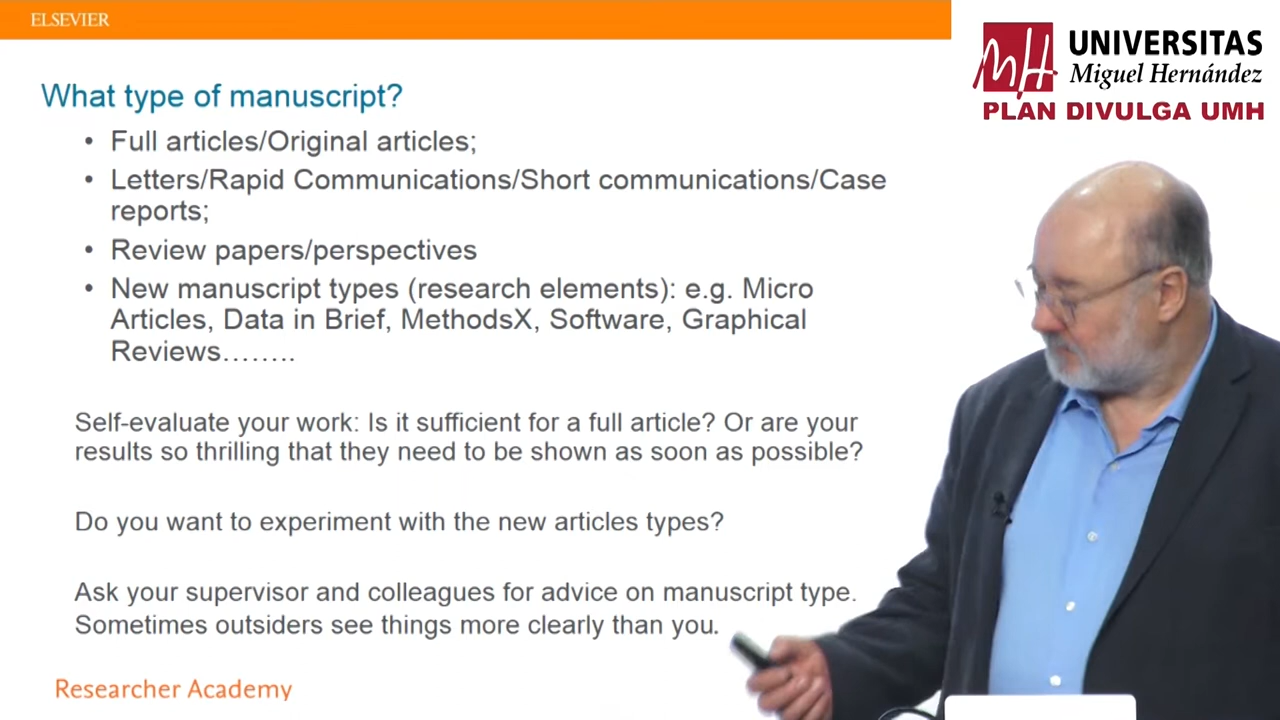 ELSEVIER
UNIVERSITAS
Miguel Hernández
PLAN DIVULGA UMH
What type of manuscript?
• Full articles/Original articles;
• Letters/Rapid Communications/Short communications/Case
reports;
• Review papers/perspectives
• New manuscript types (research elements): e.g. Micro
Articles, Data in Brief, MethodsX, Software, Graphical
Reviews……..
Self-evaluate your work: Is it sufficient for a full article? Or are your
results so thrilling that they need to be shown as soon as possible?
Do you want to experiment with the new articles types?
Ask your supervisor and colleagues for advice on manuscript type.
Sometimes outsiders see things more clearly than you.
Researcher Academy